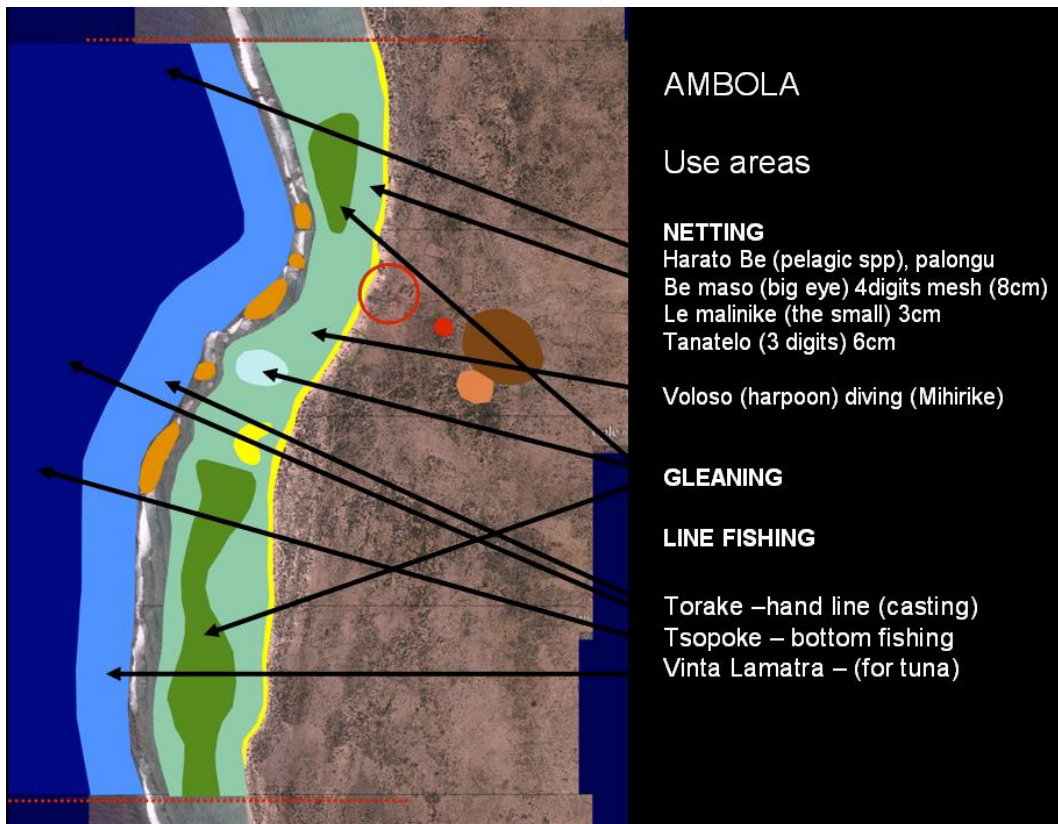 AMBOLA
Use areas
NETTING
Harato Be (pelagic spp), palongu
Be maso (big eye) 4digits mesh (8cm)
Le malinike (the small) 3cm
Tanatelo (3 digits) 6cm
Voloso (harpoon) diving (Mihirike)
GLEANING
LINE FISHING
Torake –hand line (casting)
Tsopoke – bottom fishing
Vinta Lamatra – (for tuna)